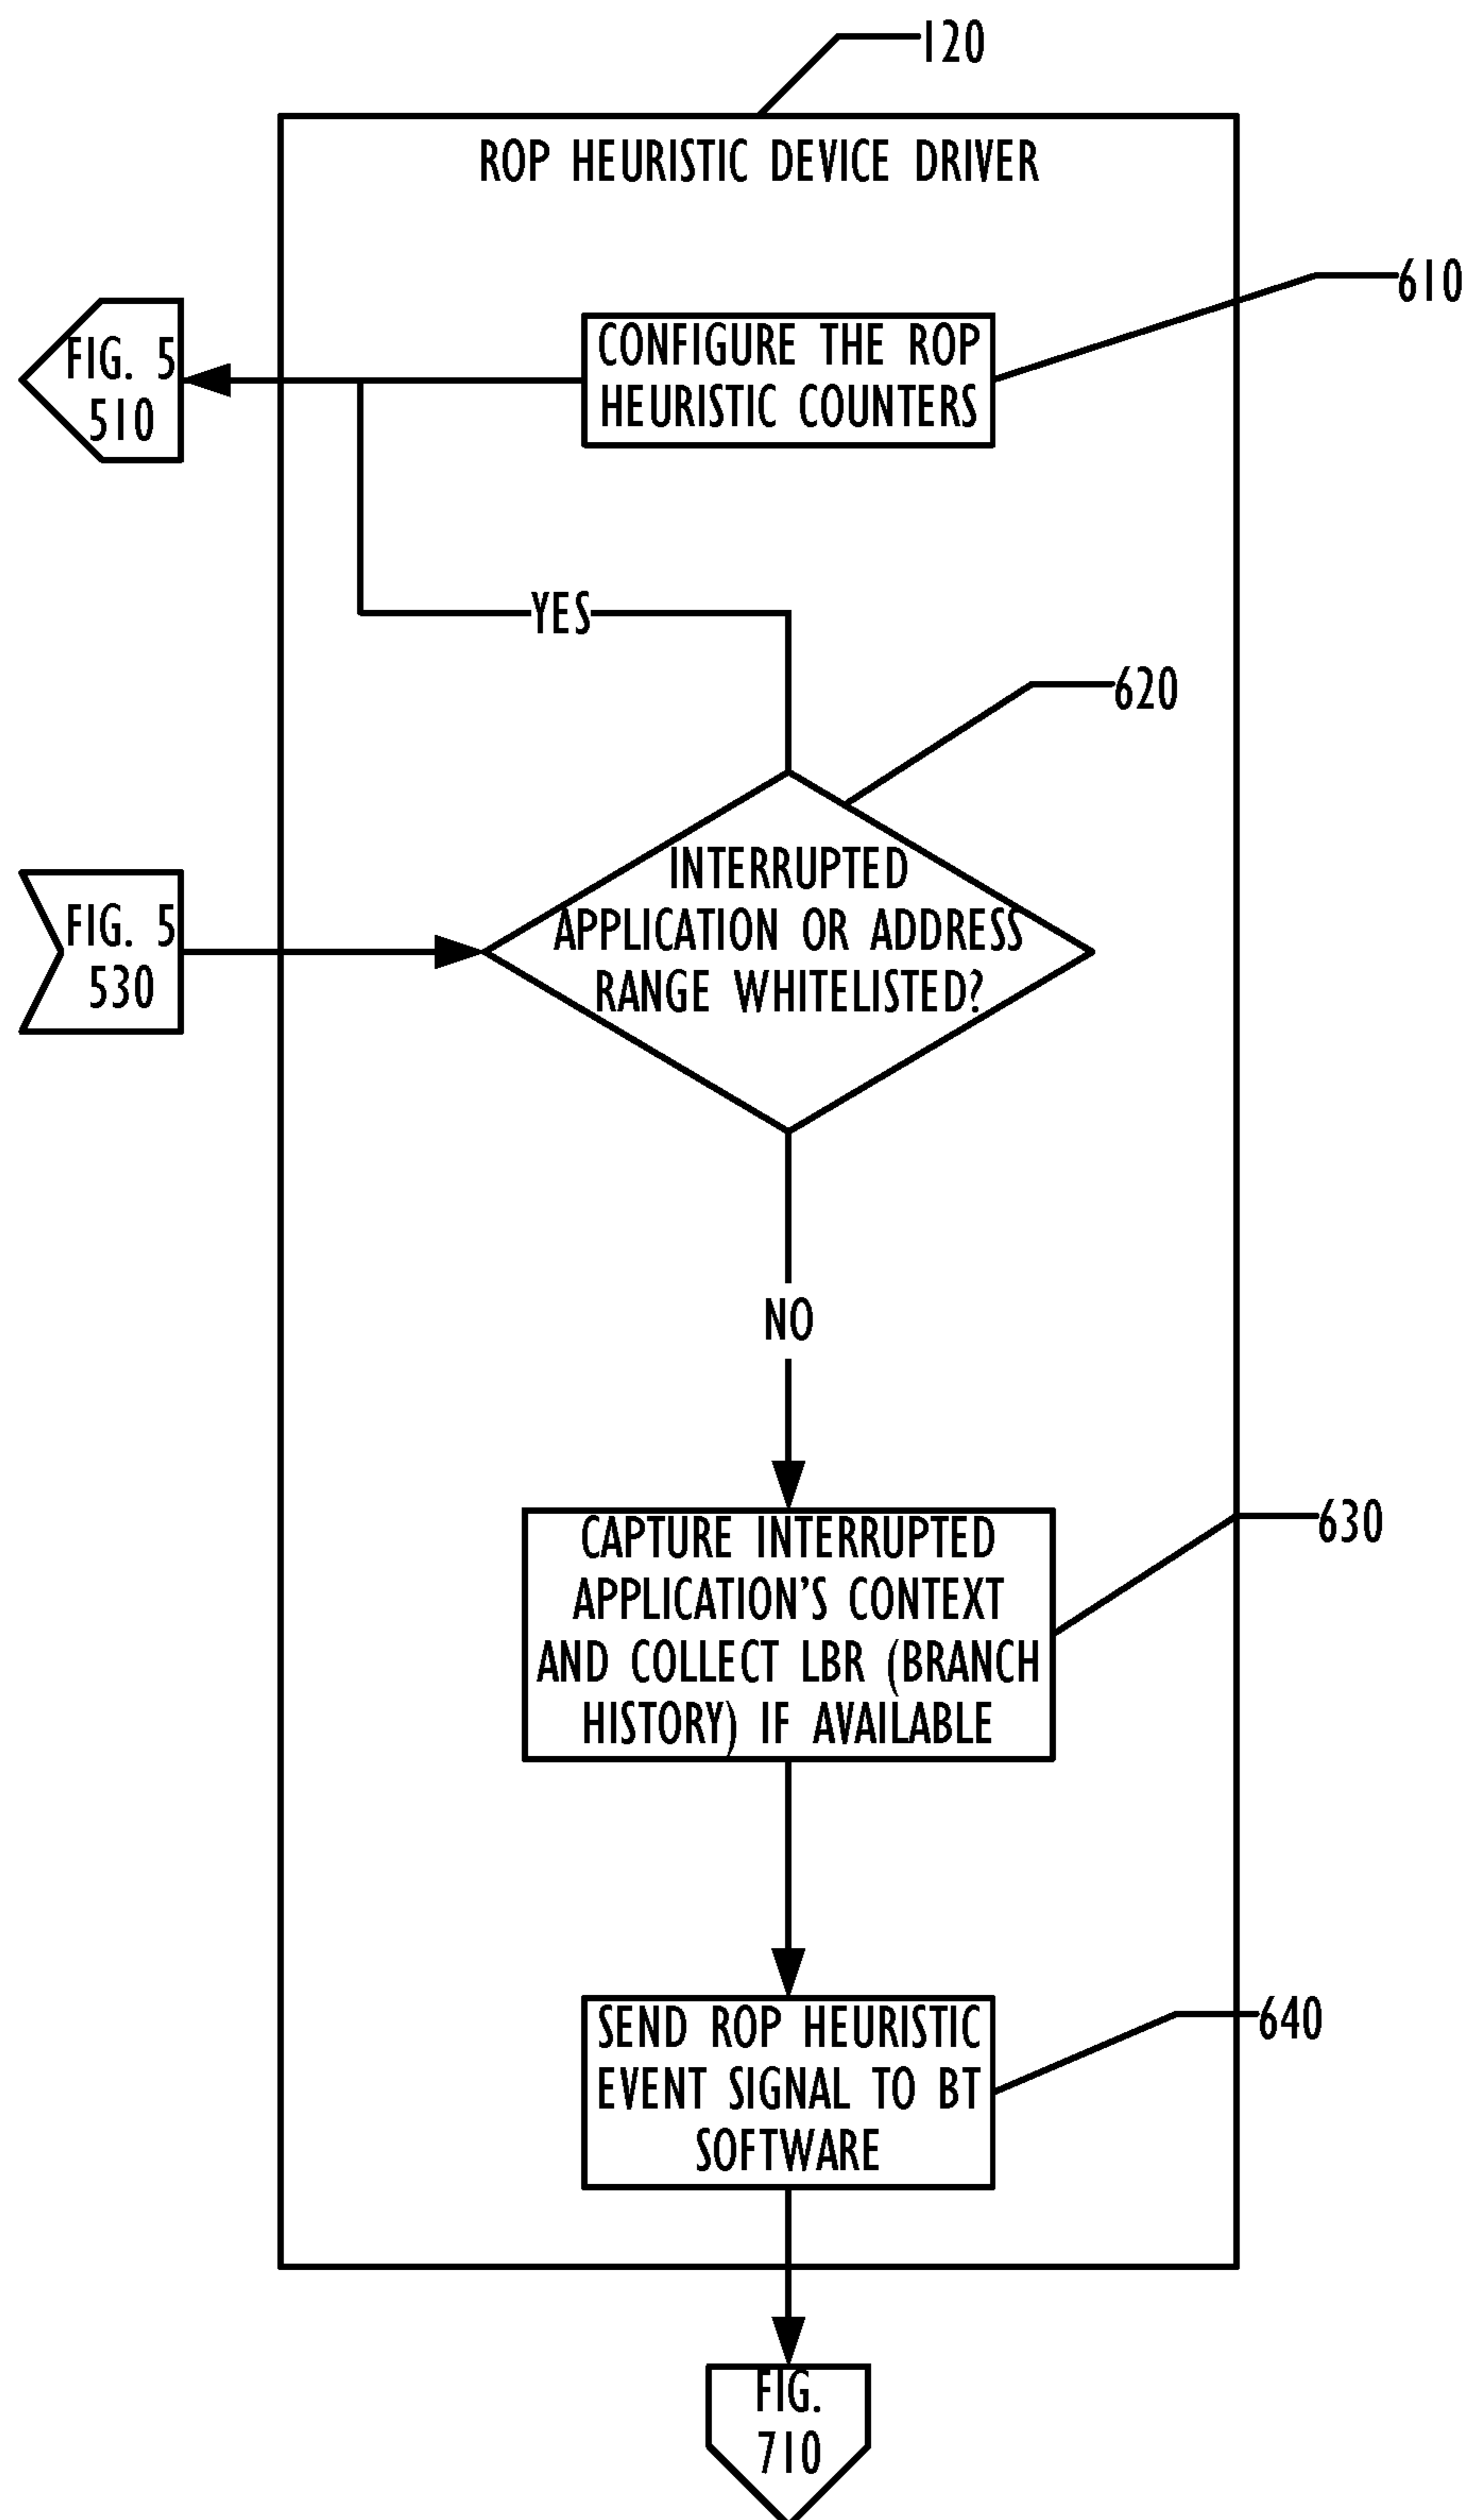 120
ROP HEURISTIC DEVICE DRIVER
610
CONFIGURE THE ROP
HEURISTIC COUNTERS
FIG. 5
510
YES
620
INTERRUPTED
APPLICATION OR ADDRESS
RANGE WHITELISTED?
FIG. 5
530
NO
630
CAPTURE INTERRUPTED
APPLICATION'S CONTEXT
AND COLLECT LBR (BRANCH
HISTORY) IF AVAILABLE
640
SEND ROP HEURISTIC
EVENT SIGNAL TO BT
SOFTWARE
FIG.
710